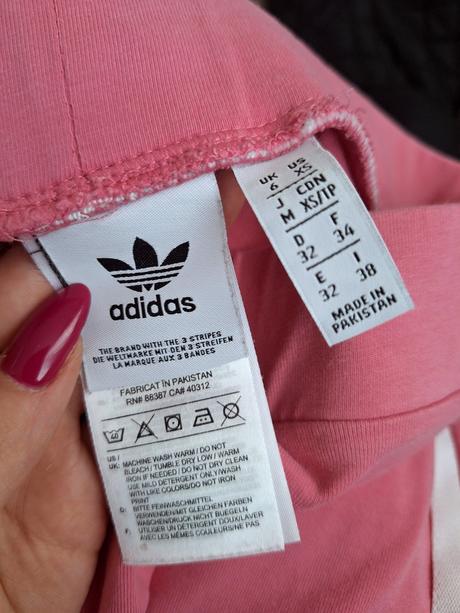 adidas
THE BRAND WITH THE 3 STRIPES
DIE WELTMARKE MIT DEN 3 STREIFEN
LA MARQUE AUX 3 BANDES
FABRICAT ÎN PAKISTAN
RN# 88387 CA# 40312
US /
UK: MACHINE WASH WARM / DO NOT
BLEACH / TUMBLE DRY LOW / WARM
IRON IF NEEDED / DO NOT DRY CLEAN
USE MILD DETERGENT ONLY/WASH
WITH LIKE COLORS/DO NOT IRON
PRINT
D: BITTE FEINWASCHMITTEL
VERWENDEN/MIT GLEICHEN FARBEN
WASCHEN/DRUCK NICHT BUEGELN
F: UTILISER UN DÉTERGENT DOUX/LAVER
AVEC MÊMES COULEURS/NE PAS
UK US
6 XS
J CDN
M XS/TP
D F
32 34
E I
32 38
MADE IN
PAKISTAN